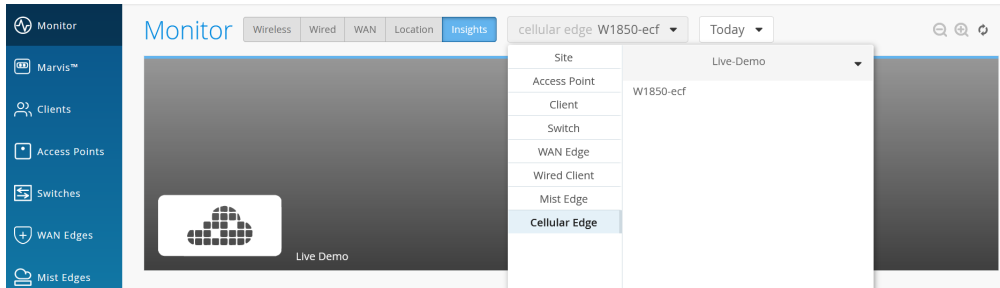 Monitor
Marvis™
Clients
Access Points
Switches
WAN Edges
Mist Edges
Monitor
Wireless Wired WAN Location Insights
cellular edge W1850-ecf
Today
Site
Access Point
Client
Switch
WAN Edge
Wired Client
Mist Edge
Cellular Edge
Live-Demo
W1850-ecf
Live Demo